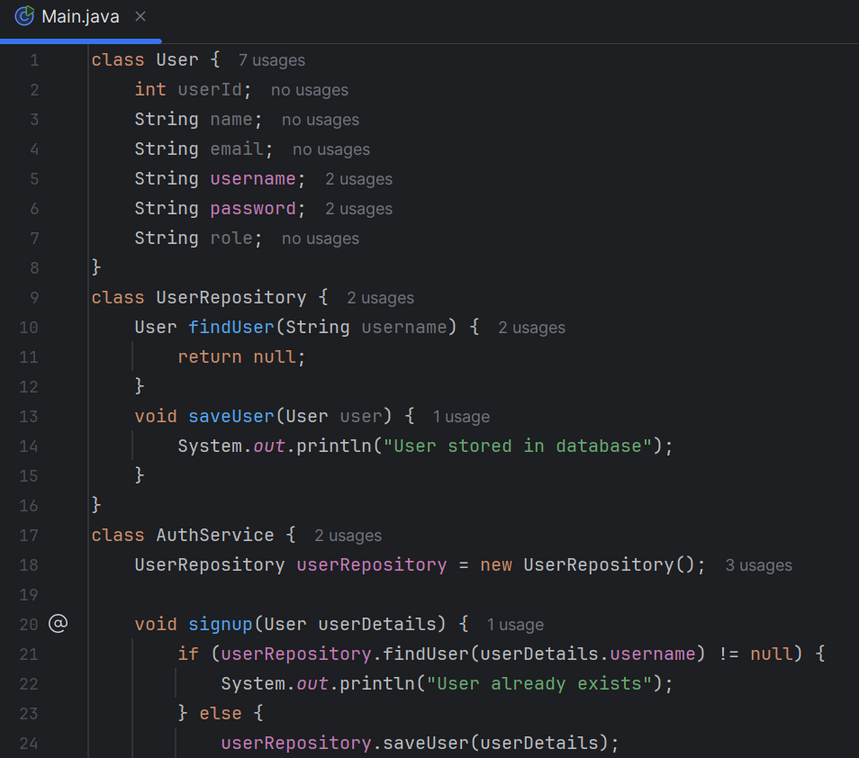 Main.java ×
1 class User { 7 usages
2     int userId; no usages
3     String name; no usages
4     String email; no usages
5     String username; 2 usages
6     String password; 2 usages
7     String role; no usages
8 }
9 class UserRepository { 2 usages
10     User findUser(String username) { 2 usages
11         return null;
12     }
13     void saveUser(User user) { 1 usage
14         System.out.println("User stored in database");
15     }
16 }
17 class AuthService { 2 usages
18     UserRepository userRepository = new UserRepository(); 3 usages
19
20 @     void signup(User userDetails) { 1 usage
21         if (userRepository.findUser(userDetails.username) != null) {
22             System.out.println("User already exists");
23         } else {
24             userRepository.saveUser(userDetails);